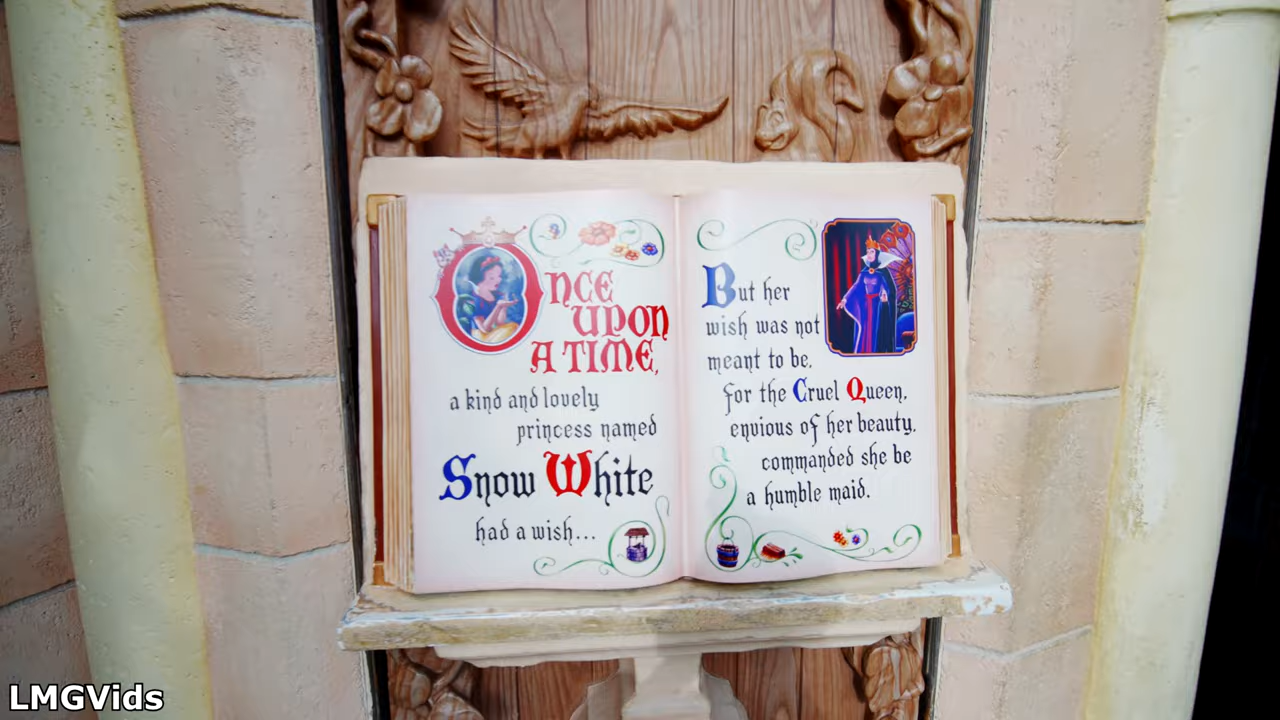 Once
upon
a time,
a kind and lovely
princess named
Snow White
had a wish...
But her
wish was not
meant to be,
for the Cruel Queen,
envious of her beauty,
commanded she be
a humble maid.
LMGVids